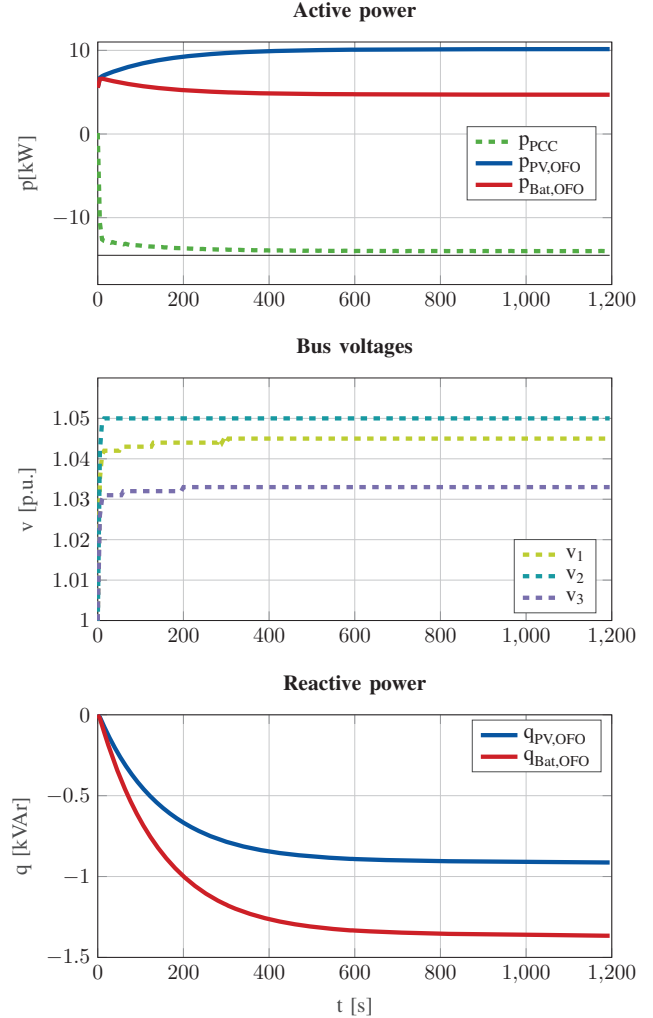 Active power
10
0
−10
p[kW]
p_PCC
p_PV,OFO
p_Bat,OFO
0 200 400 600 800 1,000 1,200
Bus voltages
1.05
1.04
1.03
1.02
1.01
1
v [p.u.]
v_1
v_2
v_3
0 200 400 600 800 1,000 1,200
Reactive power
0
−0.5
−1
−1.5
q [kVAr]
q_PV,OFO
q_Bat,OFO
0 200 400 600 800 1,000 1,200
t [s]